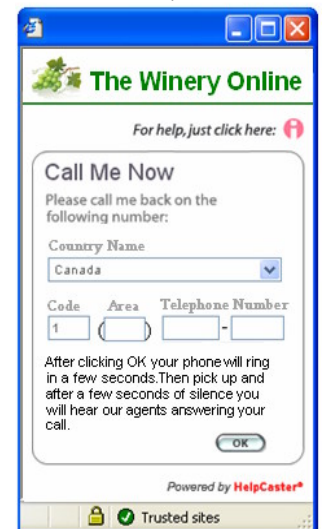 The Winery Online
For help, just click here:
Call Me Now
Please call me back on the
following number:
Country Name
Canada
Code Area Telephone Number
1 ( ) -
After clicking OK your phone will ring
in a few seconds.Then pick up and
after a few seconds of silence you
will hear our agents answering your
call.
OK
Powered by HelpCaster
Trusted sites